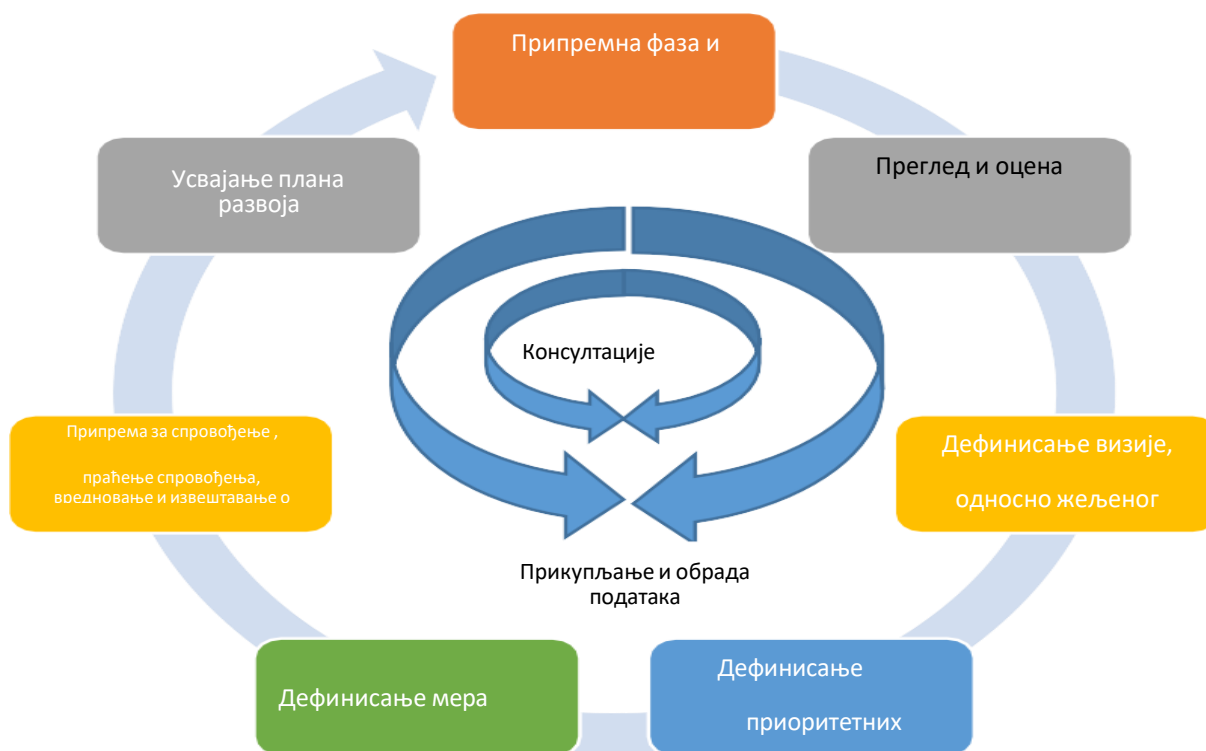 Припремна фаза и
Преглед и оцена
Усвајање плана
развоја
Консултације
Припрема за спровођење ,
праћење спровођења,
вредновање и извештавање о
Дефинисање визије,
односно жељеног
Прикупљање и обрада
података
Дефинисање мера
Дефинисање
приоритетних